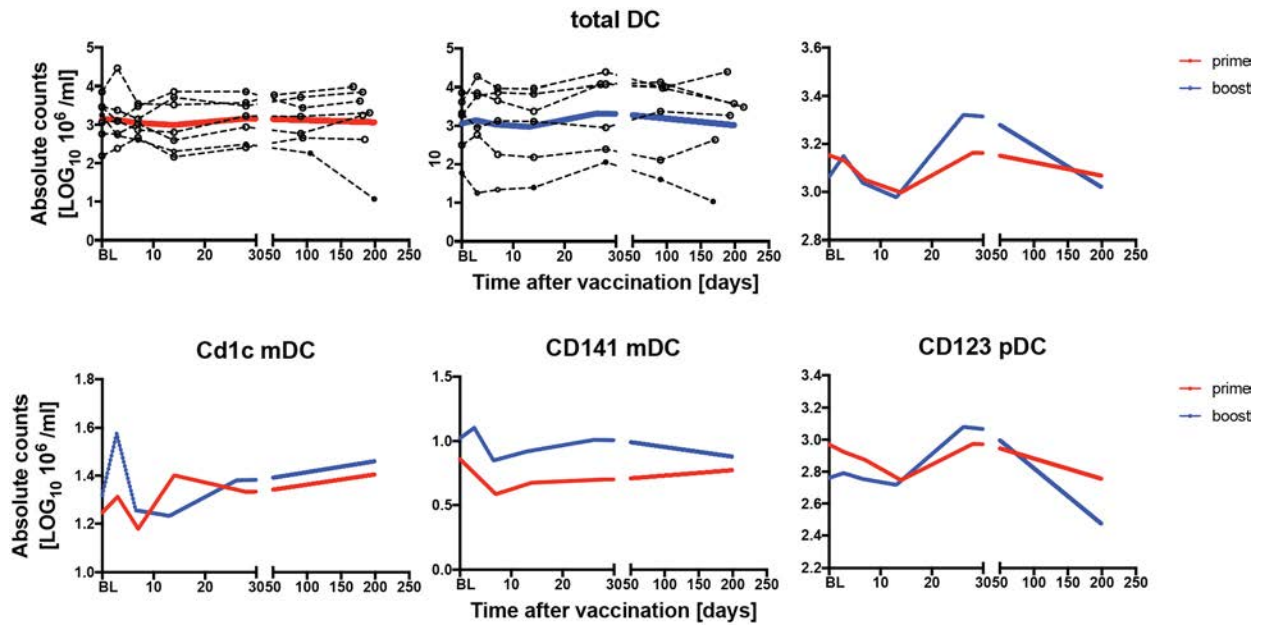 total DC
Absolute counts
[LOG10 10^6 /ml]
5
4
3
2
1
0
BL 10 20 30 50 100 150 200 250
5
4
3
2
10
1
0
BL 10 20 30 50 100 150 200 250
3.8
3.6
3.4
3.2
3.0
2.8
BL 10 20 30 50 100 150 200 250
prime
boost
Time after vaccination [days]
Cd1c mDC
CD141 mDC
CD123 pDC
Absolute counts
[LOG10 10^6 /ml]
1.8
1.6
1.4
1.2
1.0
BL 10 20 30 50 100 150 200 250
1.5
1.0
0.5
0.0
BL 10 20 30 50 100 150 200 250
3.4
3.2
3.0
2.8
2.6
2.4
2.2
BL 10 20 30 50 100 150 200 250
prime
boost
Time after vaccination [days]